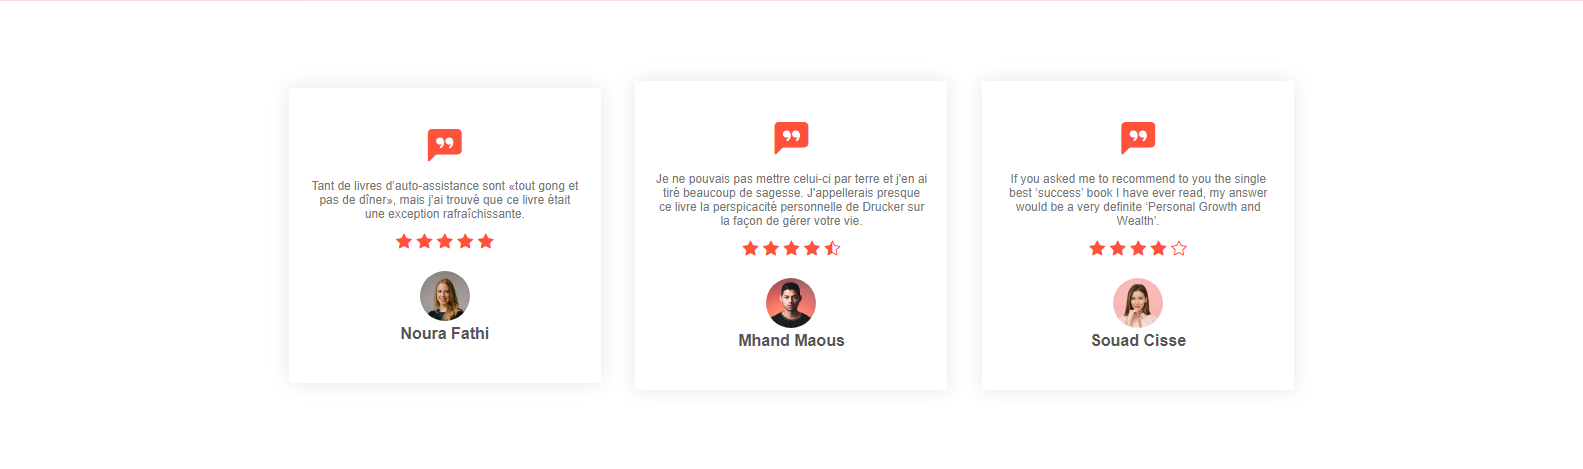 Tant de livres d'auto-assistance sont «tout gong et
pas de dîner», mais j'ai trouvé que ce livre était
une exception rafraîchissante.
Noura Fathi
Je ne pouvais pas mettre celui-ci par terre et j'en ai
tiré beaucoup de sagesse. J'appellerais presque
ce livre la perspicacité personnelle de Drucker sur
la façon de gérer votre vie.
Mhand Maous
If you asked me to recommend to you the single
best ‘success’ book I have ever read, my answer
would be a very definite ‘Personal Growth and
Wealth’.
Souad Cisse